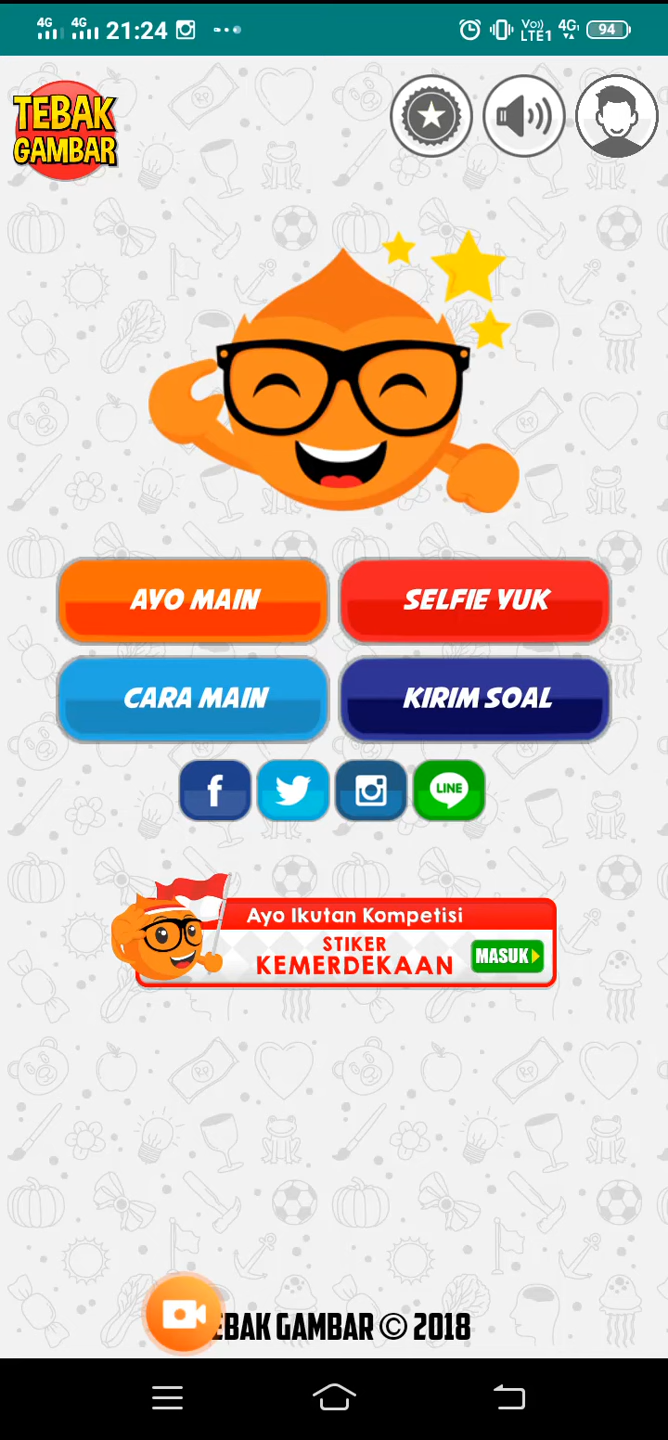 4G 4G 21:24
Vo)) LTE1 4G 94
TEBAK
GAMBAR
AYO MAIN
SELFIE YUK
CARA MAIN
KIRIM SOAL
f
LINE
Ayo Ikutan Kompetisi
STIKER
KEMERDEKAAN
MASUK
EBAK GAMBAR © 2018